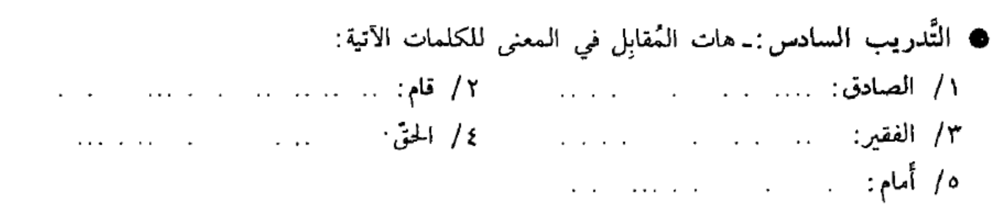 ● التَّدريب السادس :ـ هات المُقابِل في المعنى للكلمات الآتية :
١/ الصادق : .... . . . . . . . ٢/ قام : .. .. .. .. .. . . . ... . .
٣/ الفقير : .. . . . . . . . ٤/ الحقّ . .. . . .. . ...
٥/ أَمام : . . . . ... . .